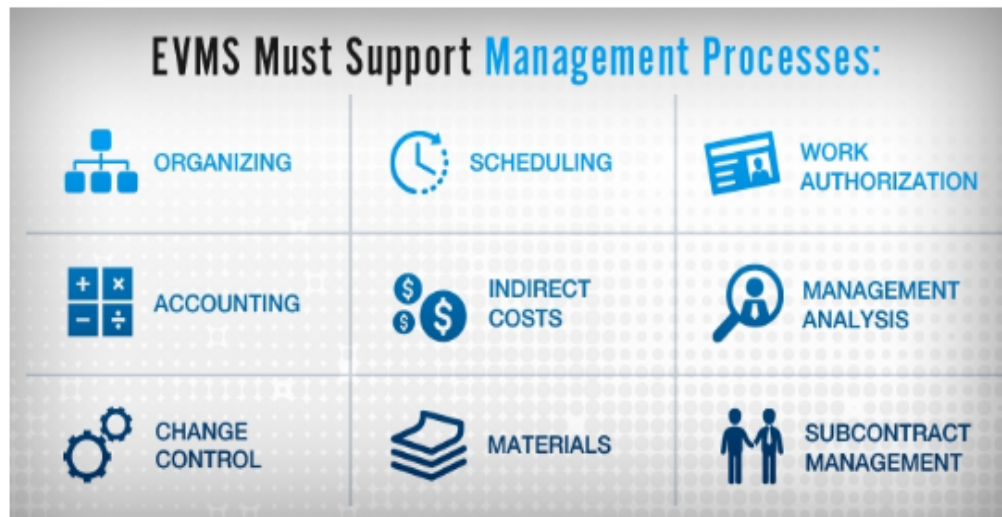 EVMS Must Support Management Processes:
ORGANIZING
SCHEDULING
WORK
AUTHORIZATION
ACCOUNTING
INDIRECT
COSTS
MANAGEMENT
ANALYSIS
CHANGE
CONTROL
MATERIALS
SUBCONTRACT
MANAGEMENT